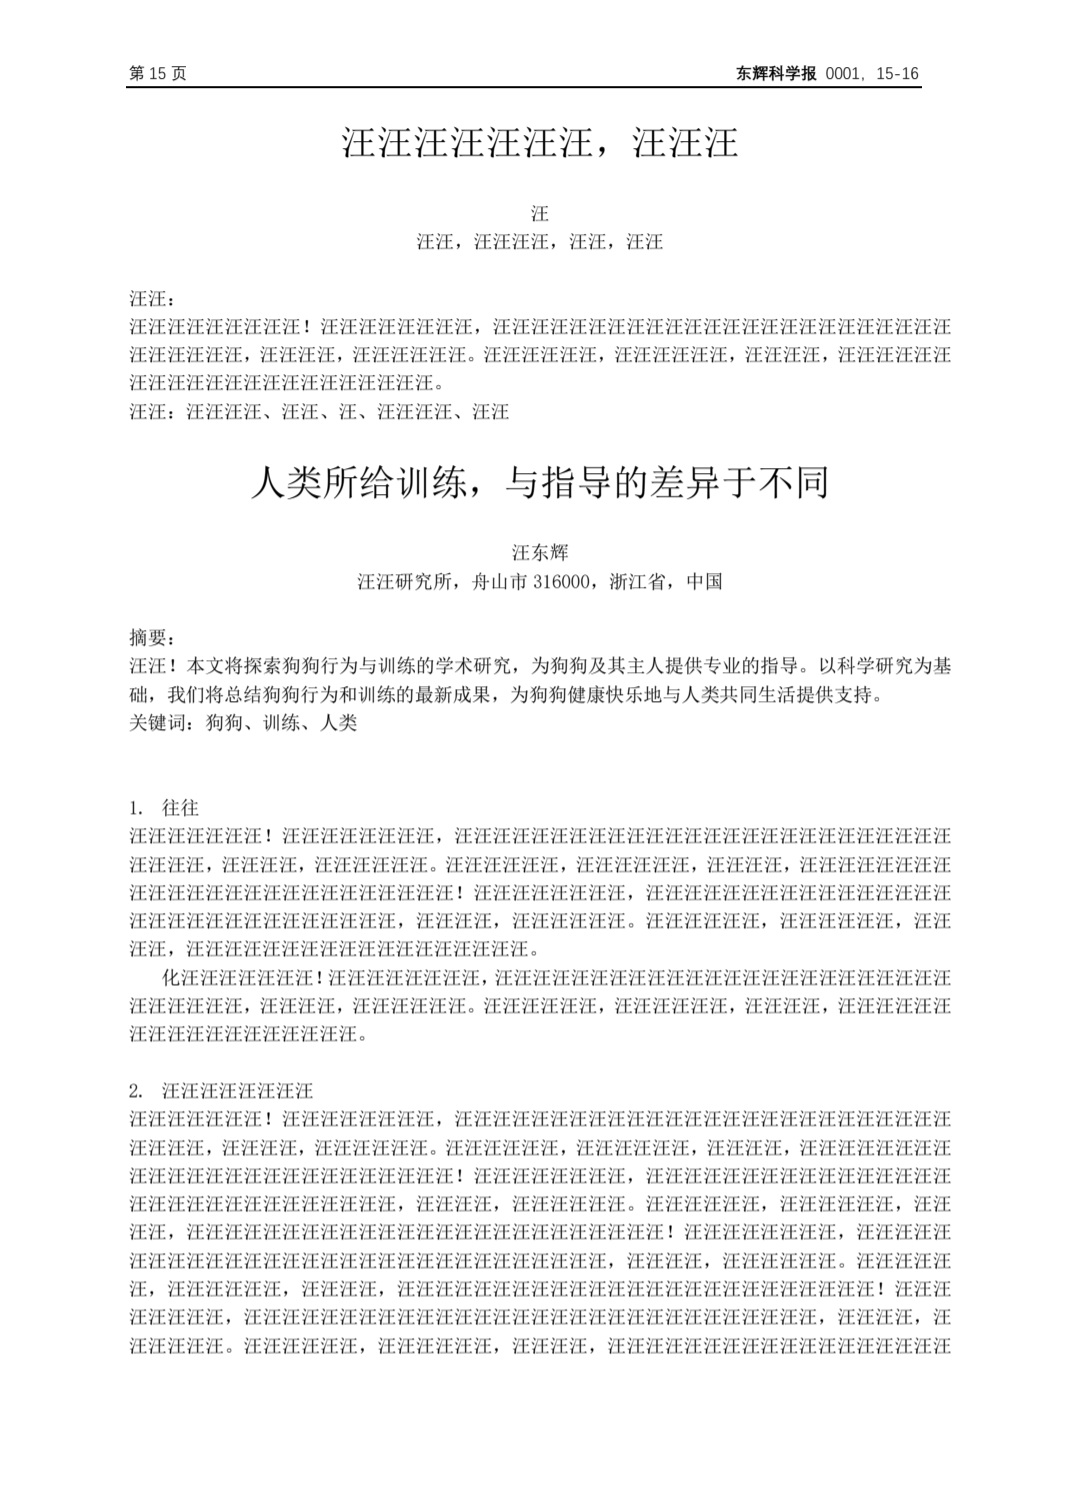 第 15 页 东辉科学报 0001，15-16
汪汪汪汪汪汪汪，汪汪汪
汪
汪汪，汪汪汪汪，汪汪，汪汪
汪汪：
汪汪汪汪汪汪汪汪汪！汪汪汪汪汪汪汪汪，汪汪汪汪汪汪汪汪汪汪汪汪汪汪汪汪汪汪汪汪汪汪汪汪
汪汪汪汪汪汪，汪汪汪汪，汪汪汪汪汪汪。汪汪汪汪汪汪，汪汪汪汪汪汪，汪汪汪汪，汪汪汪汪汪汪
汪汪汪汪汪汪汪汪汪汪汪汪汪汪汪汪。
汪汪：汪汪汪汪、汪汪、汪、汪汪汪汪、汪汪
人类所给训练，与指导的差异于不同
汪东辉
汪汪研究所，舟山市 316000，浙江省，中国
摘要：
汪汪！本文将探索狗狗行为与训练的学术研究，为狗狗及其主人提供专业的指导。以科学研究为基
础，我们将总结狗狗行为和训练的最新成果，为狗狗健康快乐地与人类共同生活提供支持。
关键词：狗狗、训练、人类
1. 往往
汪汪汪汪汪汪汪！汪汪汪汪汪汪汪汪，汪汪汪汪汪汪汪汪汪汪汪汪汪汪汪汪汪汪汪汪汪汪汪汪汪汪
汪汪汪汪，汪汪汪汪，汪汪汪汪汪汪。汪汪汪汪汪汪，汪汪汪汪汪汪，汪汪汪汪，汪汪汪汪汪汪汪汪
汪汪汪汪汪汪汪汪汪汪汪汪汪汪汪汪汪！汪汪汪汪汪汪汪汪，汪汪汪汪汪汪汪汪汪汪汪汪汪汪汪汪
汪汪汪汪汪汪汪汪汪汪汪汪汪汪，汪汪汪汪，汪汪汪汪汪汪。汪汪汪汪汪汪，汪汪汪汪汪汪，汪汪
汪汪，汪汪汪汪汪汪汪汪汪汪汪汪汪汪汪汪汪汪。
化汪汪汪汪汪汪汪！汪汪汪汪汪汪汪汪，汪汪汪汪汪汪汪汪汪汪汪汪汪汪汪汪汪汪汪汪汪汪汪汪
汪汪汪汪汪汪，汪汪汪汪，汪汪汪汪汪汪。汪汪汪汪汪汪，汪汪汪汪汪汪，汪汪汪汪，汪汪汪汪汪汪
汪汪汪汪汪汪汪汪汪汪汪汪。
2. 汪汪汪汪汪汪汪汪
汪汪汪汪汪汪汪！汪汪汪汪汪汪汪汪，汪汪汪汪汪汪汪汪汪汪汪汪汪汪汪汪汪汪汪汪汪汪汪汪汪汪
汪汪汪汪，汪汪汪汪，汪汪汪汪汪汪。汪汪汪汪汪汪，汪汪汪汪汪汪，汪汪汪汪，汪汪汪汪汪汪汪汪
汪汪汪汪汪汪汪汪汪汪汪汪汪汪汪汪汪！汪汪汪汪汪汪汪汪，汪汪汪汪汪汪汪汪汪汪汪汪汪汪汪汪
汪汪汪汪汪汪汪汪汪汪汪汪汪汪，汪汪汪汪，汪汪汪汪汪汪。汪汪汪汪汪汪，汪汪汪汪汪汪，汪汪
汪汪，汪汪汪汪汪汪汪汪汪汪汪汪汪汪汪汪汪汪汪汪汪汪汪汪汪！汪汪汪汪汪汪汪汪，汪汪汪汪汪
汪汪汪汪汪汪汪汪汪汪汪汪汪汪汪汪汪汪汪汪汪汪汪汪汪，汪汪汪汪，汪汪汪汪汪汪。汪汪汪汪汪
汪，汪汪汪汪汪汪，汪汪汪汪，汪汪汪汪汪汪汪汪汪汪汪汪汪汪汪汪汪汪汪汪汪汪汪汪汪！汪汪汪
汪汪汪汪汪，汪汪汪汪汪汪汪汪汪汪汪汪汪汪汪汪汪汪汪汪汪汪汪汪汪汪汪汪汪汪，汪汪汪汪，汪
汪汪汪汪汪。汪汪汪汪汪汪，汪汪汪汪汪汪，汪汪汪汪，汪汪汪汪汪汪汪汪汪汪汪汪汪汪汪汪汪汪